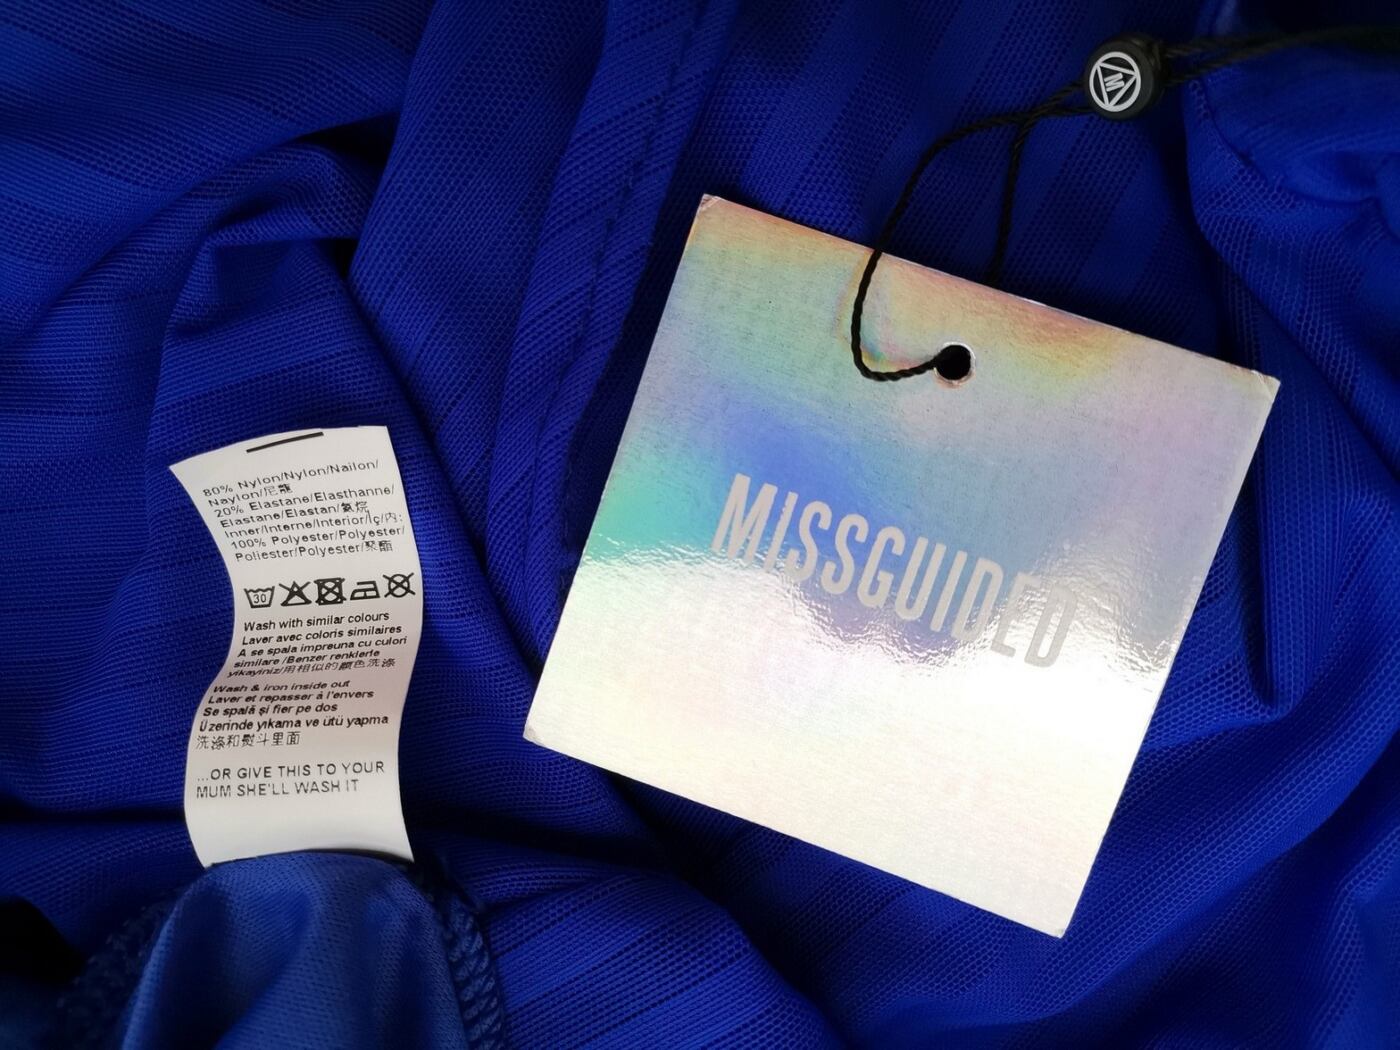 80% Nylon/Nylon/Nailon/
Naylon/尼龍
20% Elastane/Elasthanne/
Elastane/Elastan/氨烷
Inner/Interne/Interior/İç/内:
100% Polyester/Polyester/
Poliester/Polyester/聚酯
30
Wash with similar colours
Laver avec coloris similaires
A se spala impreuna cu culori
similare /Benzer renklerle
yıkayiniz/用相似的顏色洗滌
Wash & iron inside out
Laver et repasser á l'envers
Se spală și fier pe dos
Üzerinde yıkama ve ütü yapma
洗滌和熨斗里面
...OR GIVE THIS TO YOUR
MUM SHE'LL WASH IT
MISSGUIDED
M